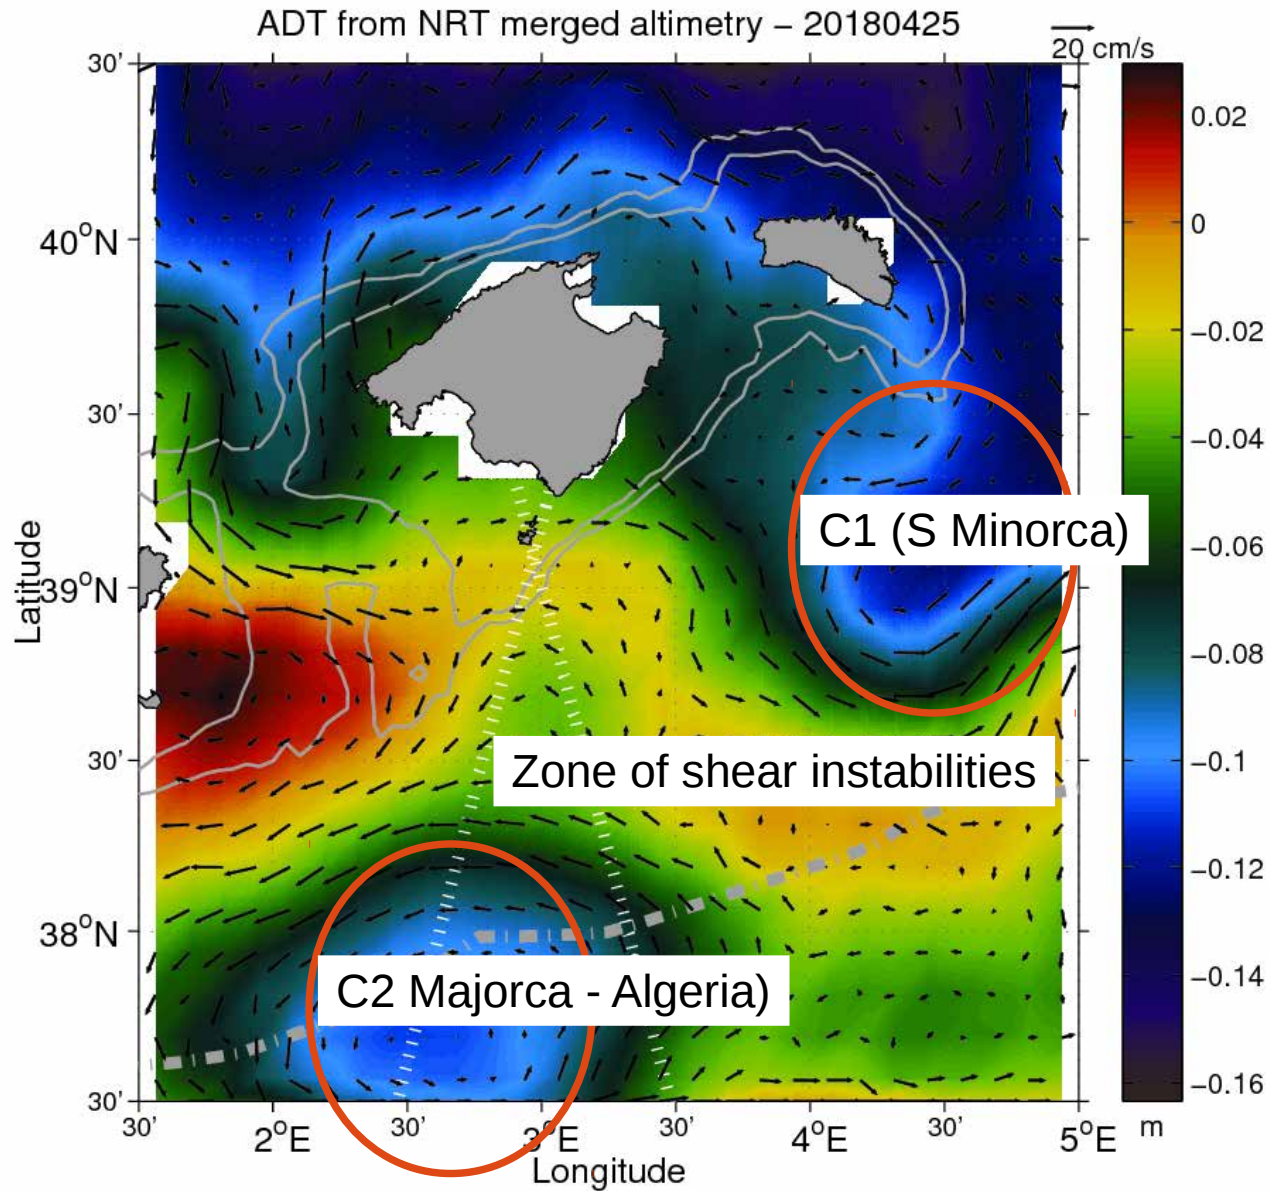 ADT from NRT merged altimetry – 20180425
20 cm/s
30'
40°N
30'
39°N
30'
38°N
30'
Latitude
C1 (S Minorca)
Zone of shear instabilities
C2 Majorca - Algeria)
30'
2°E
30'
3°E
30'
4°E
30'
5°E
Longitude
0.02
0
−0.02
−0.04
−0.06
−0.08
−0.1
−0.12
−0.14
−0.16
m